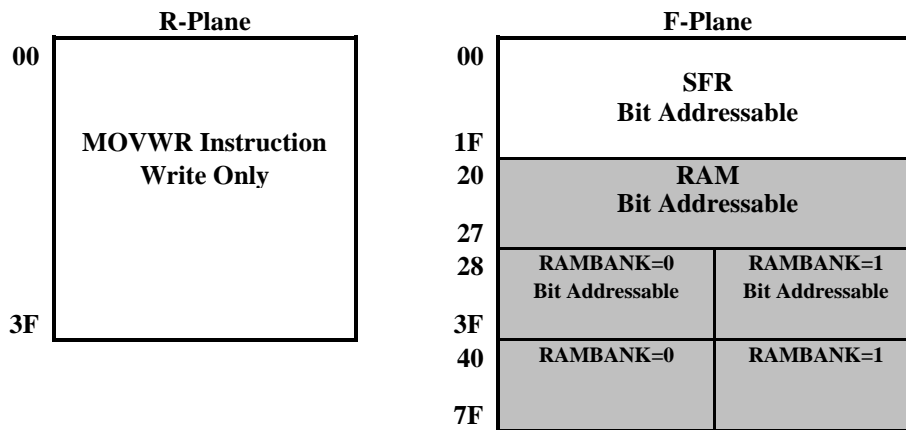 R-Plane
00
MOVWR Instruction
Write Only
3F
F-Plane
00
SFR
Bit Addressable
1F
20
RAM
Bit Addressable
27
28
RAMBANK=0
Bit Addressable
RAMBANK=1
Bit Addressable
3F
40
RAMBANK=0
RAMBANK=1
7F